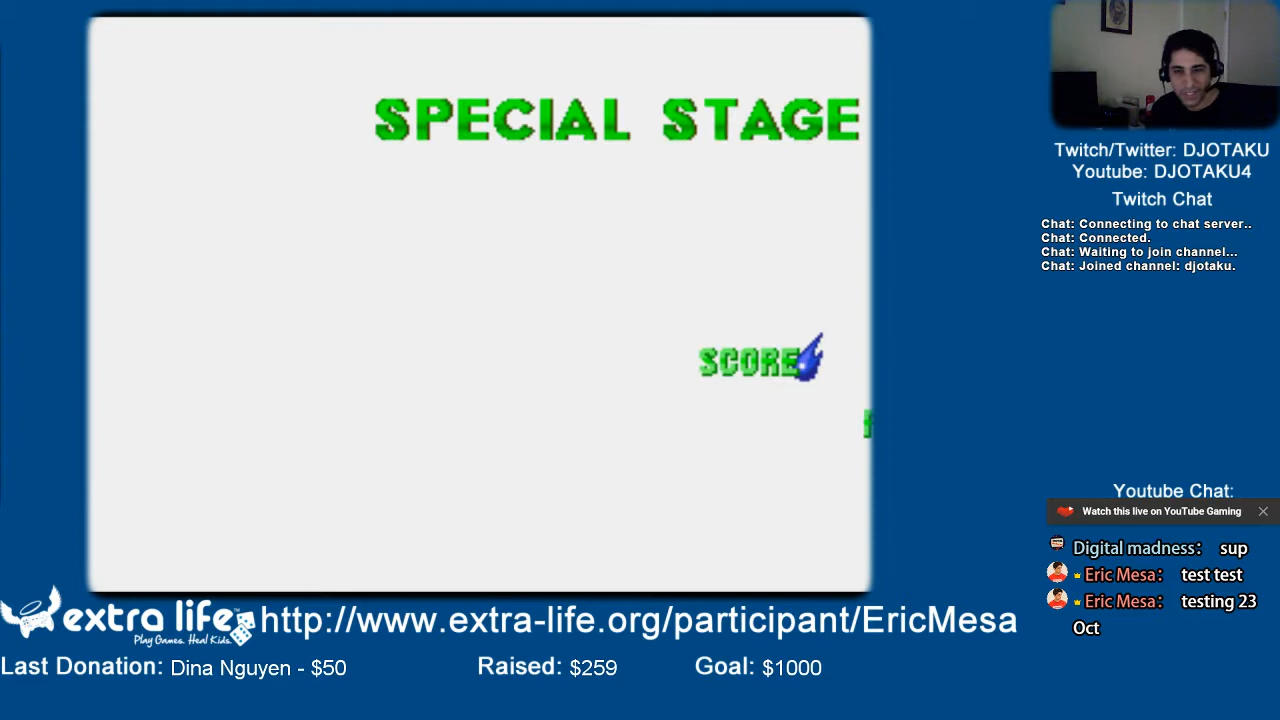 SPECIAL STAGE
SCORE
Twitch/Twitter: DJOTAKU
Youtube: DJOTAKU4
Twitch Chat
Chat: Connecting to chat server..
Chat: Connected.
Chat: Waiting to join channel...
Chat: Joined channel: djotaku.
Youtube Chat:
Watch this live on YouTube Gaming
Digital madness: sup
Eric Mesa: test test
Eric Mesa: testing 23
Oct
extra life™
Play Games. Heal Kids.
http://www.extra-life.org/participant/EricMesa
Last Donation: Dina Nguyen - $50
Raised: $259
Goal: $1000